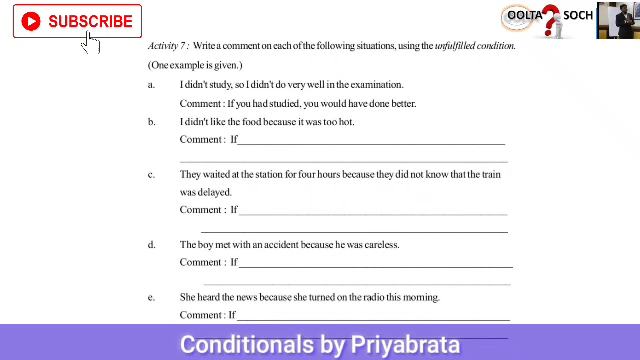 SUBSCRIBE
OOLTA ? SOCH
Activity 7 : Write a comment on each of the following situations, using the unfulfilled condition.
(One example is given.)
a. I didn't study, so I didn't do very well in the examination.
Comment : If you had studied, you would have done better.
b. I didn't like the food because it was too hot.
Comment : If
c. They waited at the station for four hours because they did not know that the train
was delayed.
Comment : If
d. The boy met with an accident because he was careless.
Comment : If
e. She heard the news because she turned on the radio this morning.
Comment : If
Conditionals by Priyabrata